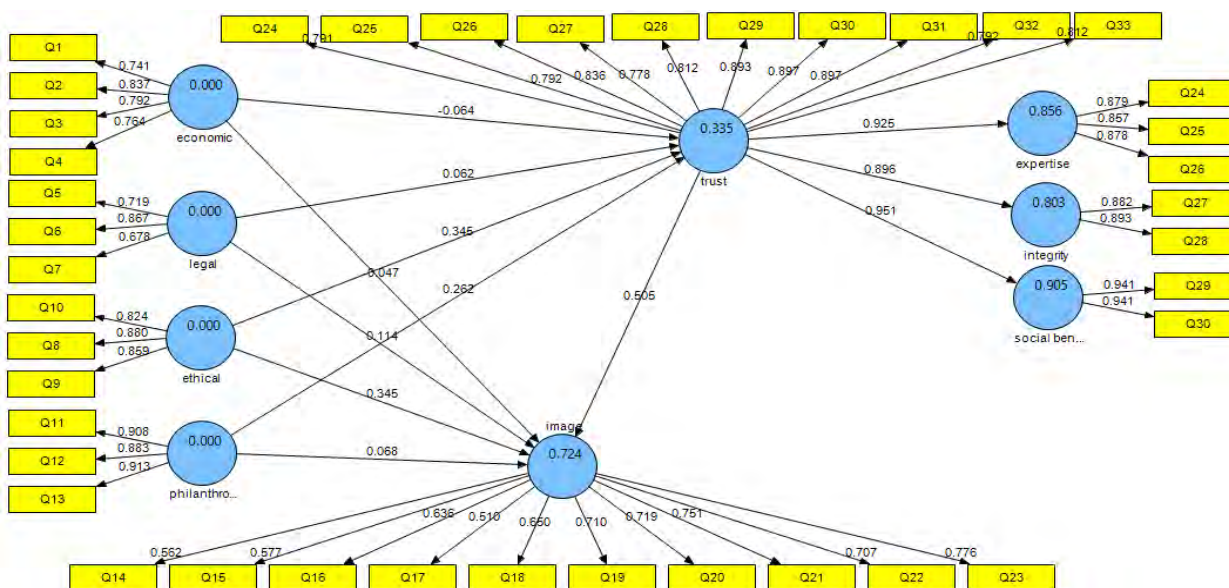 Q24
Q25
Q26
Q27
Q28
Q29
Q30
Q31
Q32
Q33
0.791
0.792
0.836
0.778
0.812
0.893
0.897
0.897
0.792
0.812
Q1
Q2
Q3
Q4
0.741
0.837
0.792
0.764
0.000
economic
-0.064
0.335
trust
0.925
0.896
0.951
0.856
expertise
0.879
0.857
0.878
Q24
Q25
Q26
0.803
integrity
0.882
0.893
Q27
Q28
0.905
social ben...
0.941
0.941
Q29
Q30
Q5
Q6
Q7
0.719
0.867
0.678
0.000
legal
0.062
0.345
0.047
0.262
0.114
0.505
Q10
Q8
Q9
0.824
0.880
0.859
0.000
ethical
0.345
Q11
Q12
Q13
0.908
0.883
0.913
0.000
philanthro...
0.068
image
0.724
0.562
0.577
0.636
0.510
0.650
0.710
0.719
0.751
0.707
0.776
Q14
Q15
Q16
Q17
Q18
Q19
Q20
Q21
Q22
Q23